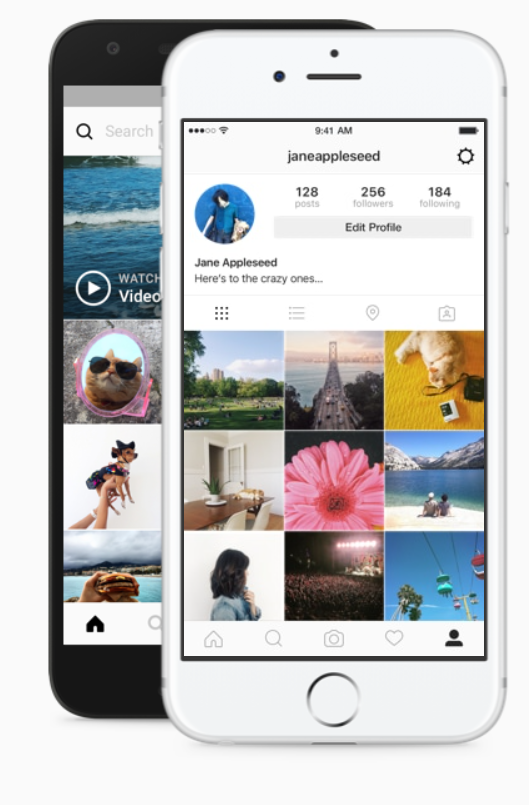 Search
WATCH
Video
9:41 AM
janeappleseed
128 256 184
posts followers following
Edit Profile
Jane Appleseed
Here's to the crazy ones...